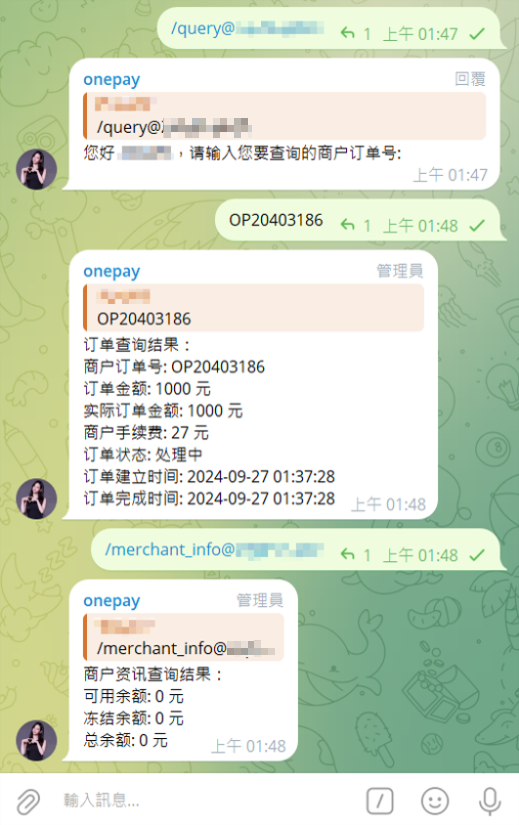 /query@
1 上午 01:47
onepay 回覆
/query@
您好 ，请输入您要查询的商户订单号:
上午 01:47
OP20403186 1 上午 01:48
onepay 管理員
OP20403186
订单查询结果：
商户订单号: OP20403186
订单金额: 1000 元
实际订单金额: 1000 元
商户手续费: 27 元
订单状态: 处理中
订单建立时间: 2024-09-27 01:37:28
订单完成时间: 2024-09-27 01:37:28
上午 01:48
/merchant_info@
1 上午 01:48
onepay 管理員
/merchant_info@
商户资讯查询结果：
可用余额: 0 元
冻结余额: 0 元
总余额: 0 元
上午 01:48
輸入訊息...